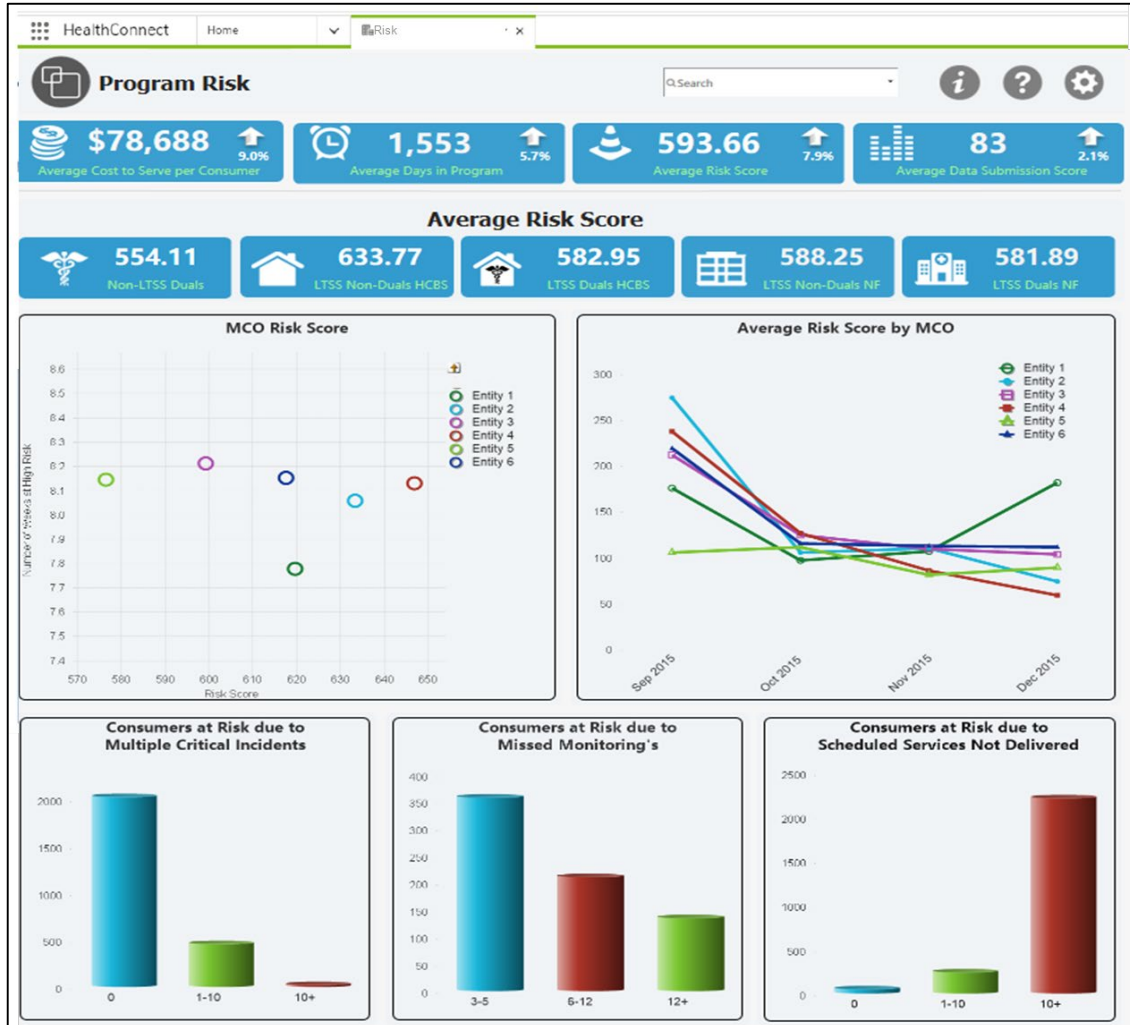 HealthConnect Home Risk ×
Program Risk
Search
i ?
$78,688 9.0%
Average Cost to Serve per Consumer
1,553 5.7%
Average Days in Program
593.66 7.9%
Average Risk Score
83 2.1%
Average Data Submission Score
Average Risk Score
554.11
Non-LTSS Duals
633.77
LTSS Non-Duals HCBS
582.95
LTSS Duals HCBS
588.25
LTSS Non-Duals NF
581.89
LTSS Duals NF
MCO Risk Score
Number of Weeks at High Risk
8.6
8.5
8.4
8.3
8.2
8.1
8.0
7.9
7.8
7.7
7.6
7.5
7.4
570 580 590 600 610 620 630 640 650
Risk Score
Entity 1
Entity 2
Entity 3
Entity 4
Entity 5
Entity 6
Average Risk Score by MCO
300
250
200
150
100
50
0
Sep 2015 Oct 2015 Nov 2015 Dec 2015
Entity 1
Entity 2
Entity 3
Entity 4
Entity 5
Entity 6
Consumers at Risk due to
Multiple Critical Incidents
2000
1500
1000
500
0
0 1-10 10+
Consumers at Risk due to
Missed Monitoring's
400
350
300
250
200
150
100
50
0
3-5 6-12 12+
Consumers at Risk due to
Scheduled Services Not Delivered
2500
2000
1500
1000
500
0
0 1-10 10+